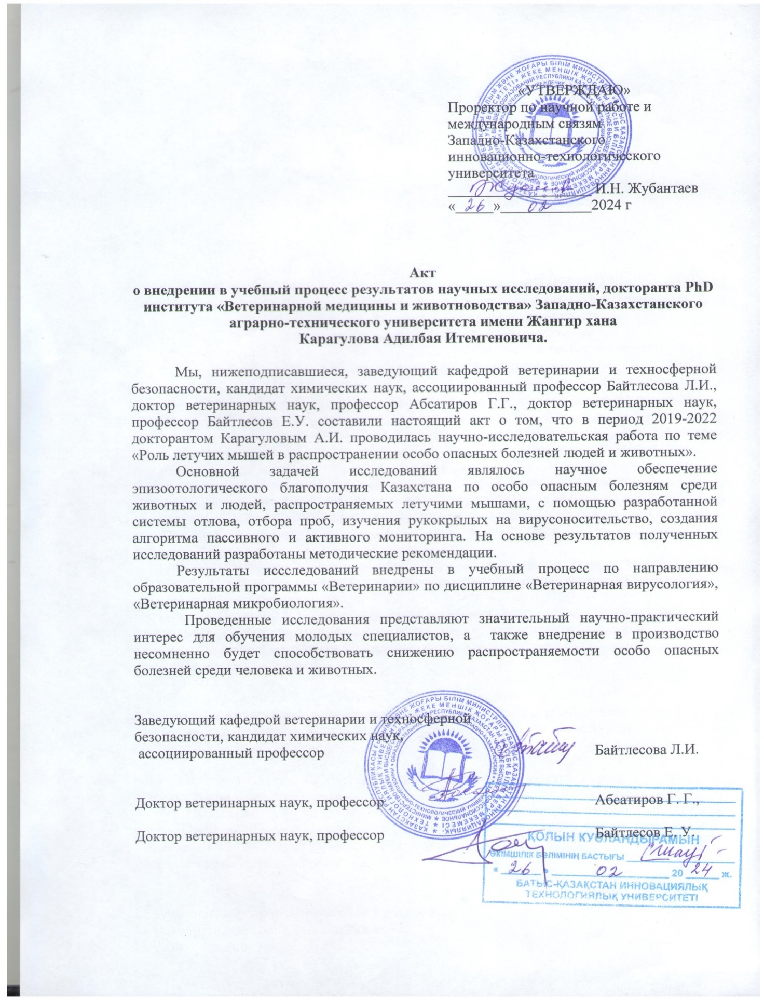 «УТВЕРЖДАЮ»
Проректор по научной работе и
международным связям
Западно-Казахстанского
инновационно-технологического
университета
И.Н. Жубантаев
« 26 » 02 2024 г
Акт
о внедрении в учебный процесс результатов научных исследований, докторанта PhD
института «Ветеринарной медицины и животноводства» Западно-Казахстанского
аграрно-технического университета имени Жангир хана
Карагулова Адилбая Итемгеновича.
Мы, нижеподписавшиеся, заведующий кафедрой ветеринарии и техносферной
безопасности, кандидат химических наук, ассоциированный профессор Байтлесова Л.И.,
доктор ветеринарных наук, профессор Абсатиров Г.Г., доктор ветеринарных наук,
профессор Байтлесов Е.У. составили настоящий акт о том, что в период 2019-2022
докторантом Карагуловым А.И. проводилась научно-исследовательская работа по теме
«Роль летучих мышей в распространении особо опасных болезней людей и животных».
Основной задачей исследований являлось научное обеспечение
эпизоотологического благополучия Казахстана по особо опасным болезням среди
животных и людей, распространяемых летучими мышами, с помощью разработанной
системы отлова, отбора проб, изучения рукокрылых на вирусоносительство, создания
алгоритма пассивного и активного мониторинга. На основе результатов полученных
исследований разработаны методические рекомендации.
Результаты иссследований внедрены в учебный процесс по направлению
образовательной программы «Ветеринарии» по дисциплине «Ветеринарная вирусология»,
«Ветеринарная микробиология».
Проведенные исследования представляют значительный научно-практический
интерес для обучения молодых специалистов, а также внедрение в производство
несомненно будет способствовать снижению распространяемости особо опасных
болезней среди человека и животных.
Заведующий кафедрой ветеринарии и техносферной
безопасности, кандидат химических наук,
ассоциированный профессор Байтлесова Л.И.
Доктор ветеринарных наук, профессор Абсатиров Г. Г.,
Доктор ветеринарных наук, профессор Байтлесов Е. У.
ҚОЛЫН КУӘЛАНДЫРАМЫН
ӘКІМШІЛІК БӨЛІМІНІҢ БАСТЫҒЫ
« 26 » 02 20 24 ж.
БАТЫС-ҚАЗАҚСТАН ИННОВАЦИЯЛЫҚ
ТЕХНОЛОГИЯЛЫҚ УНИВЕРСИТЕТІ